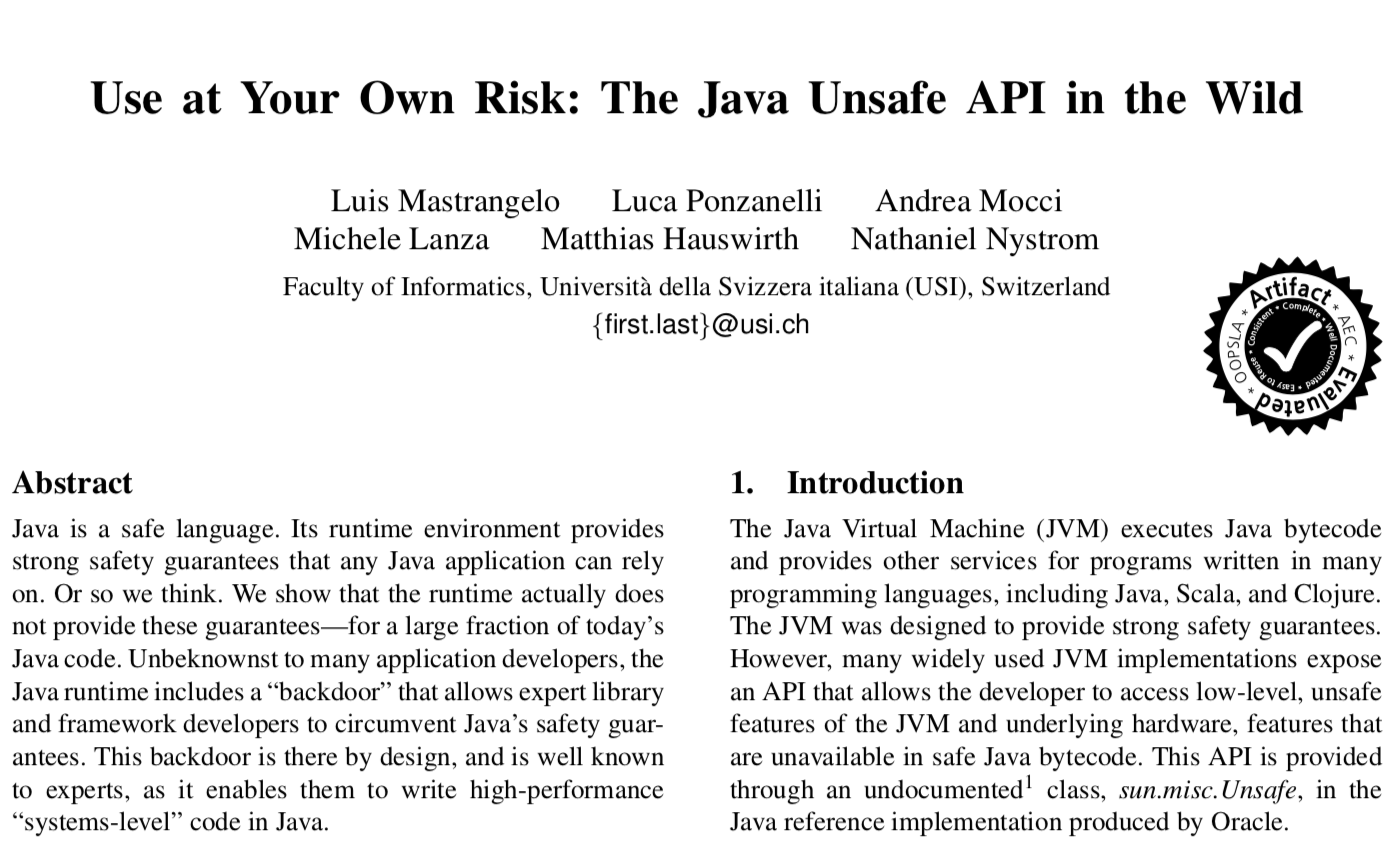 Use at Your Own Risk: The Java Unsafe API in the Wild
Luis Mastrangelo Luca Ponzanelli Andrea Mocci
Michele Lanza Matthias Hauswirth Nathaniel Nystrom
Faculty of Informatics, Università della Svizzera italiana (USI), Switzerland
{first.last}@usi.ch
Artifact * AEC * Evaluated * OOPSLA *
Consistent * Complete * Well Documented * Easy to Reuse *
Abstract
Java is a safe language. Its runtime environment provides
strong safety guarantees that any Java application can rely
on. Or so we think. We show that the runtime actually does
not provide these guarantees—for a large fraction of today’s
Java code. Unbeknownst to many application developers, the
Java runtime includes a “backdoor” that allows expert library
and framework developers to circumvent Java’s safety guar-
antees. This backdoor is there by design, and is well known
to experts, as it enables them to write high-performance
“systems-level” code in Java.
1. Introduction
The Java Virtual Machine (JVM) executes Java bytecode
and provides other services for programs written in many
programming languages, including Java, Scala, and Clojure.
The JVM was designed to provide strong safety guarantees.
However, many widely used JVM implementations expose
an API that allows the developer to access low-level, unsafe
features of the JVM and underlying hardware, features that
are unavailable in safe Java bytecode. This API is provided
through an undocumented¹ class, sun.misc.Unsafe, in the
Java reference implementation produced by Oracle.